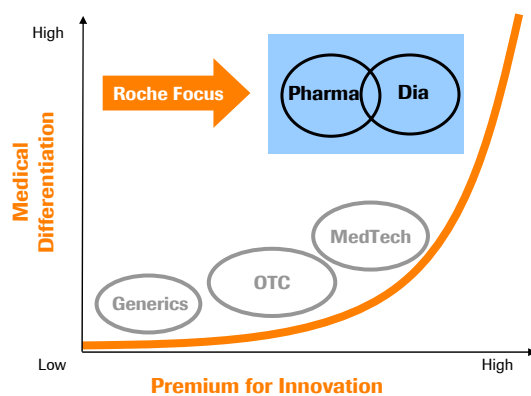 High
Roche Focus
Pharma
Dia
Medical
Differentiation
MedTech
OTC
Generics
Low
High
Premium for Innovation